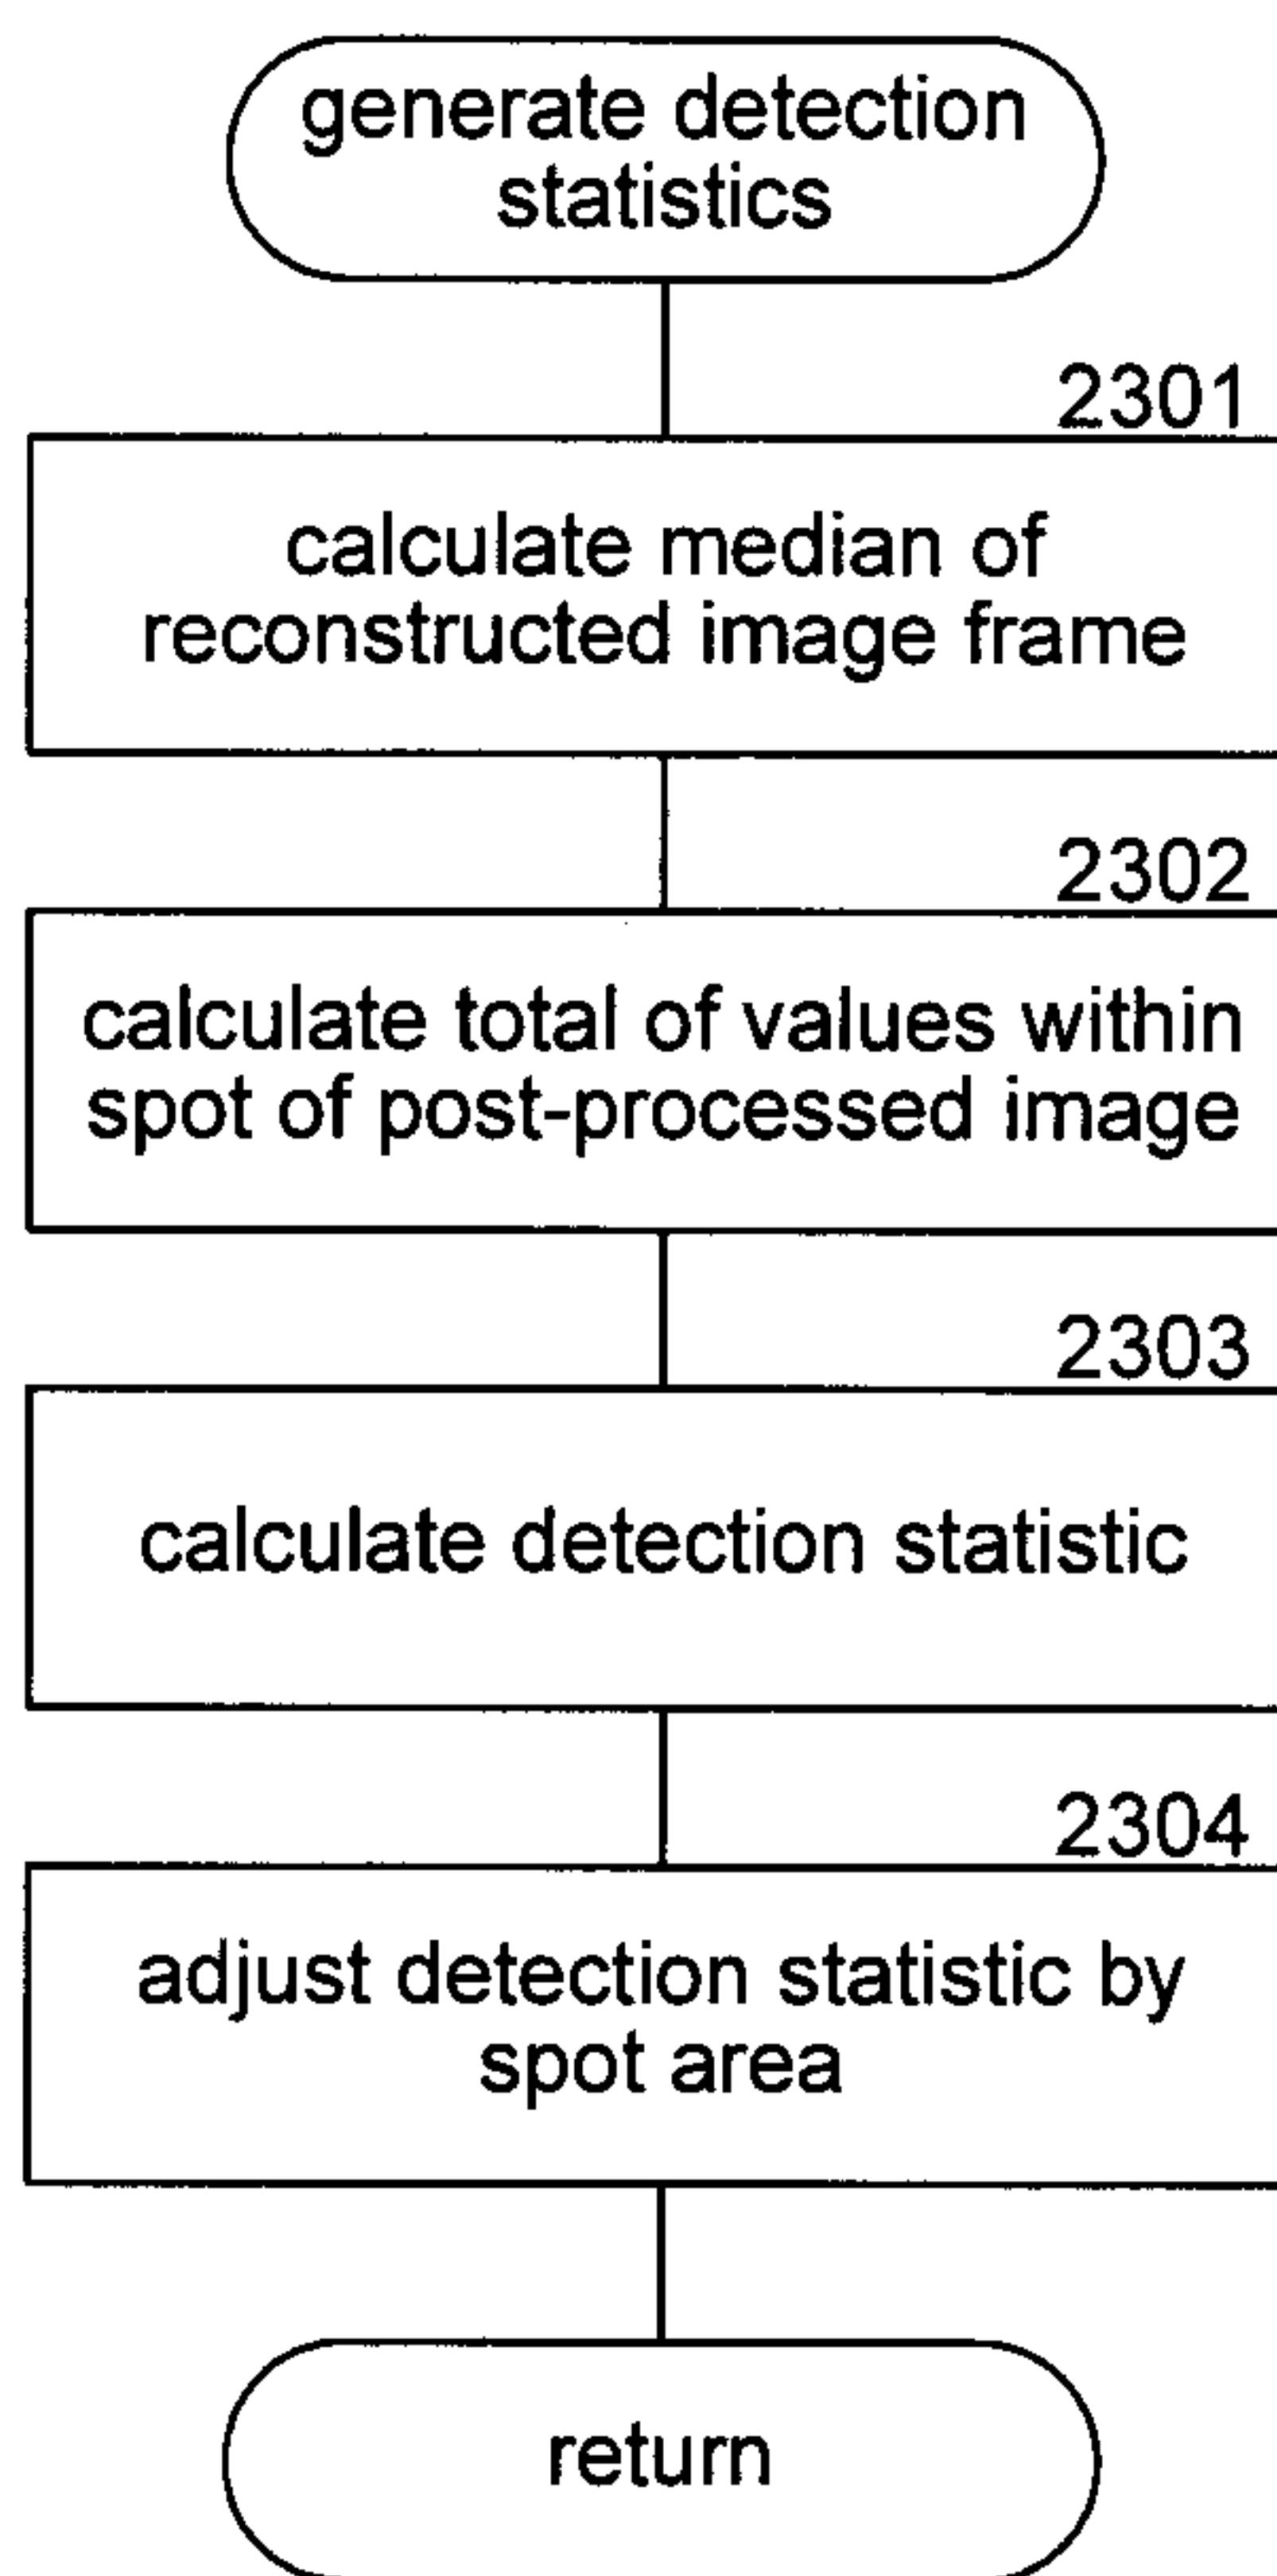 generate detection
statistics
2301
calculate median of
reconstructed image frame
2302
calculate total of values within
spot of post-processed image
2303
calculate detection statistic
2304
adjust detection statistic by
spot area
return